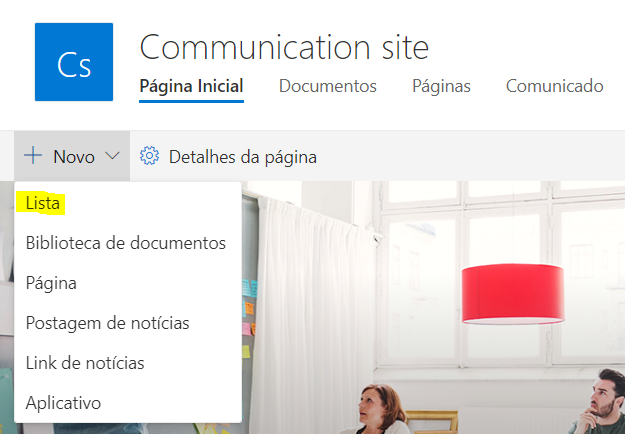 Cs
Communication site
Página Inicial Documentos Páginas Comunicado
Novo Detalhes da página
Lista
Biblioteca de documentos
Página
Postagem de notícias
Link de notícias
Aplicativo